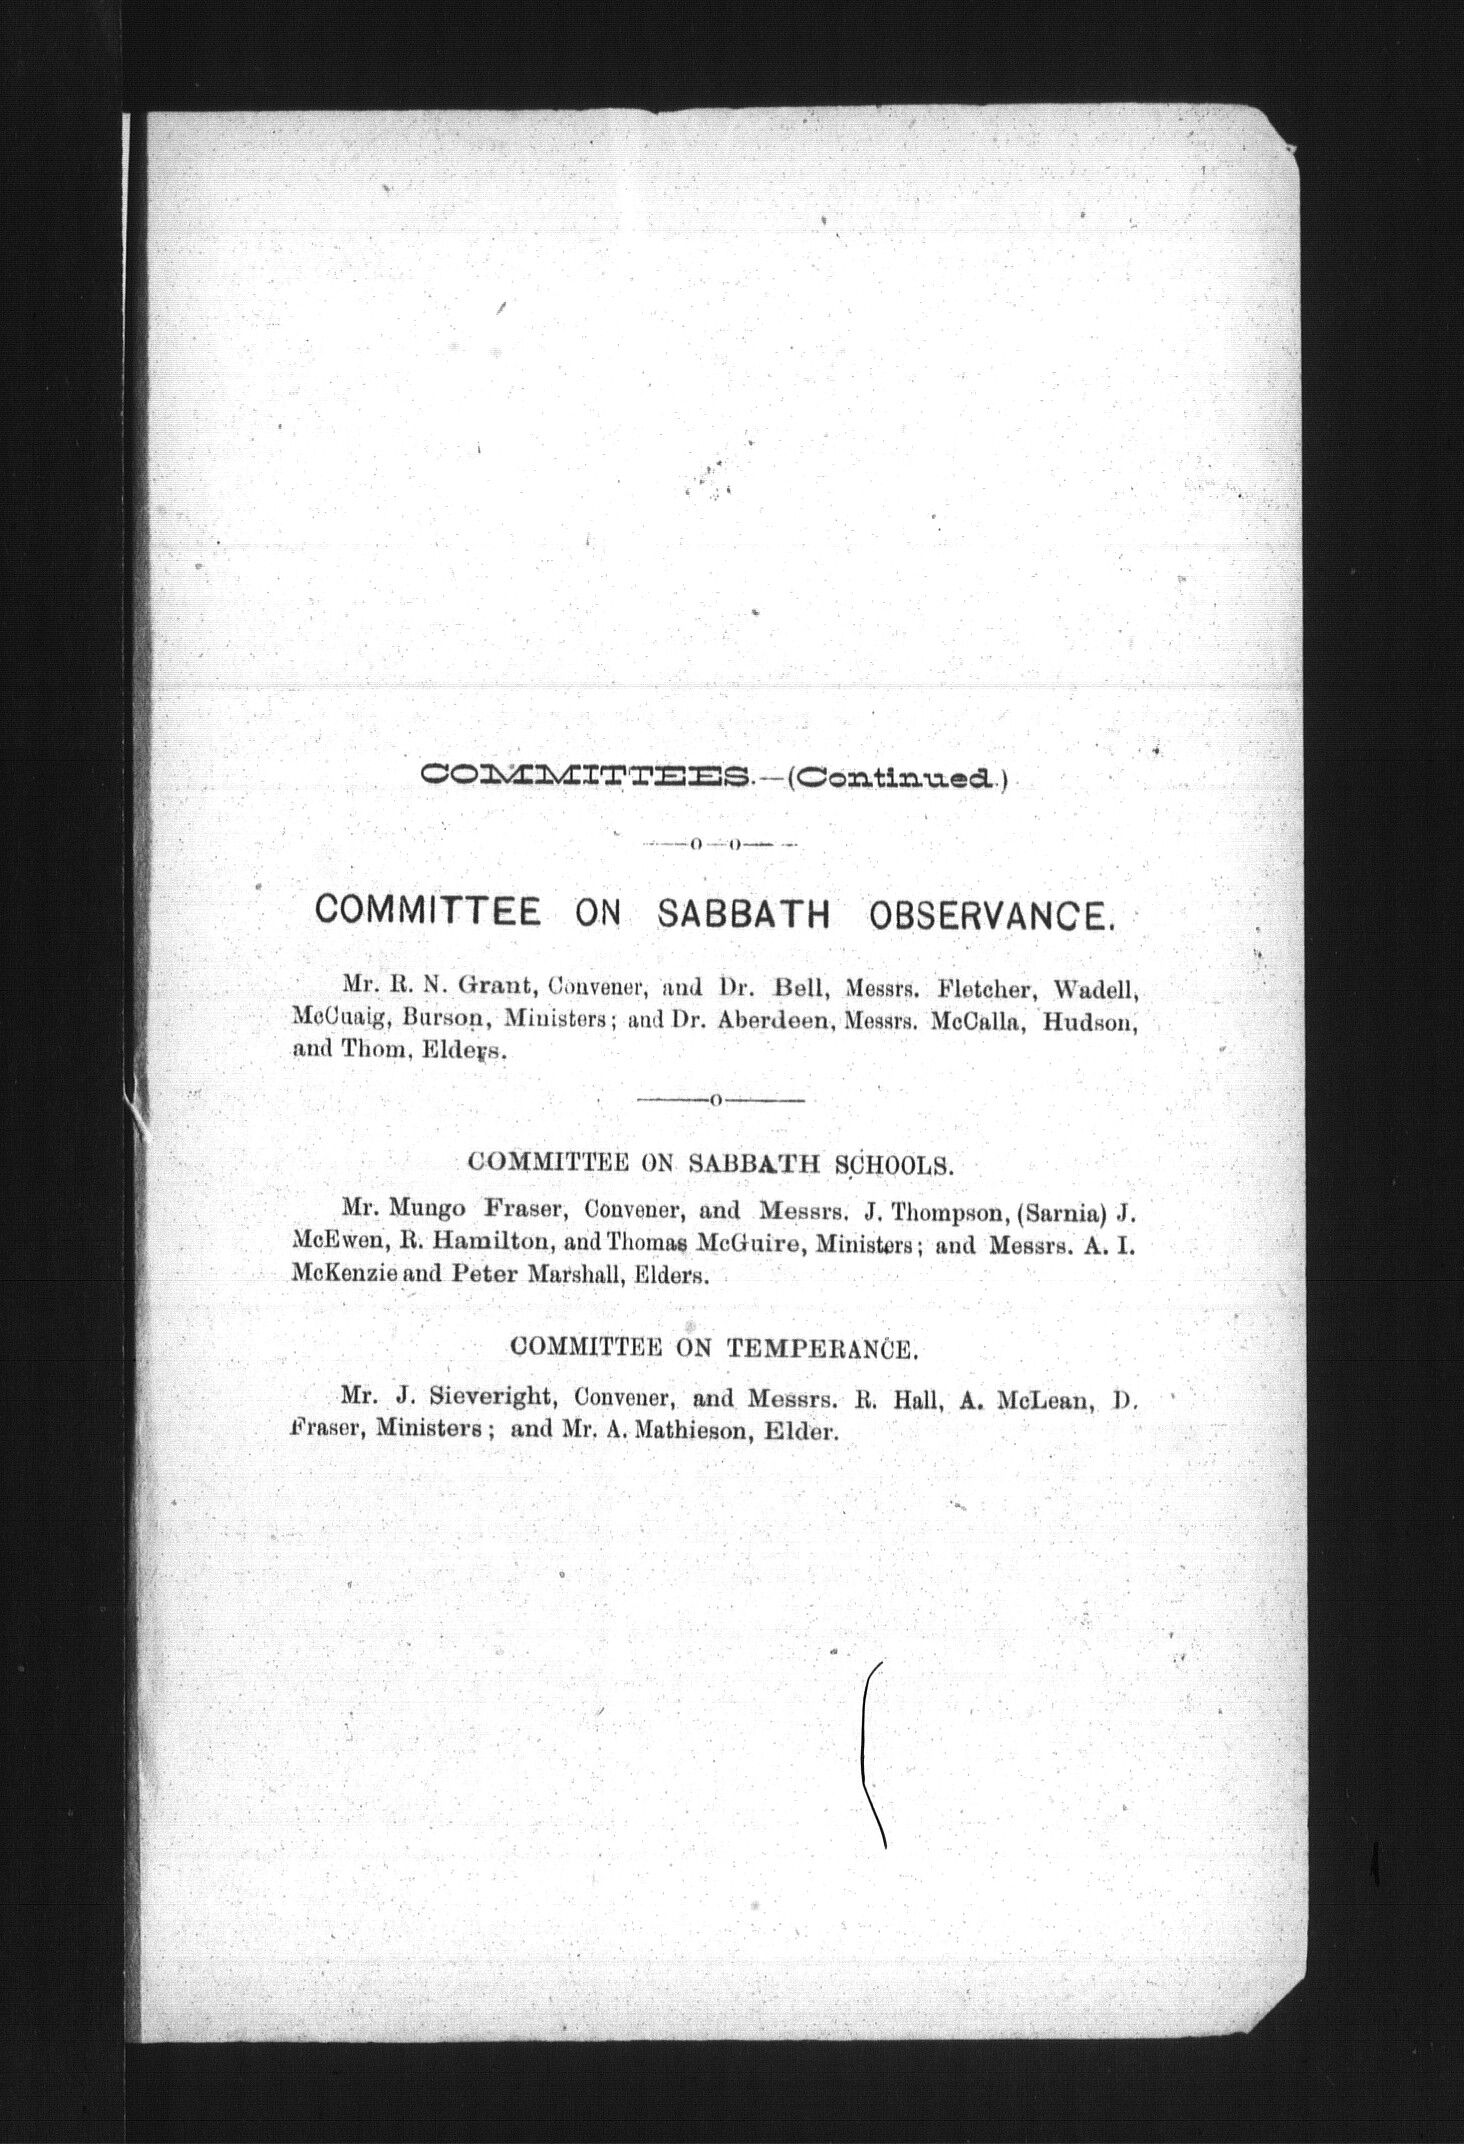 COMMITTEES.—(Continued.)
——o—o——
COMMITTEE ON SABBATH OBSERVANCE.
Mr. R. N. Grant, Convener, and Dr. Bell, Messrs. Fletcher, Wadell,
McCuaig, Burson, Ministers; and Dr. Aberdeen, Messrs. McCalla, Hudson,
and Thom, Elders.
———o———
COMMITTEE ON SABBATH SCHOOLS.
Mr. Mungo Fraser, Convener, and Messrs. J. Thompson, (Sarnia) J.
McEwen, R. Hamilton, and Thomas McGuire, Ministers; and Messrs. A. I.
McKenzie and Peter Marshall, Elders.
COMMITTEE ON TEMPERANCE.
Mr. J. Sieveright, Convener, and Messrs. R. Hall, A. McLean, D.
Fraser, Ministers; and Mr. A. Mathieson, Elder.